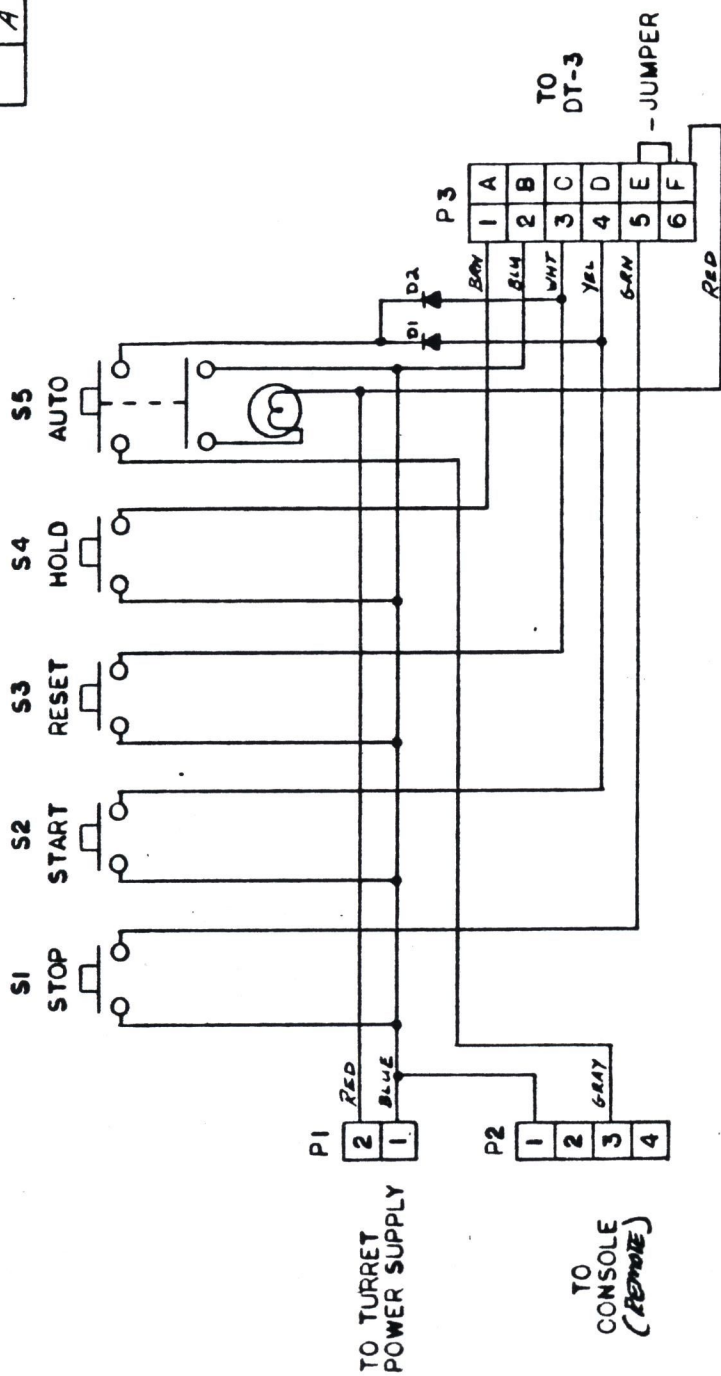 A
S1
STOP
S2
START
S3
RESET
S4
HOLD
S5
AUTO
D2
D1
P3
1 A
2 B
3 C
4 D
5 E
6 F
BRN
BLU
WHT
YEL
GRN
RED
TO
DT-3
-JUMPER
P1
2
1
RED
BLUE
TO TURRET
POWER SUPPLY
P2
1
2
3
4
GRAY
TO
CONSOLE
(REMOTE)